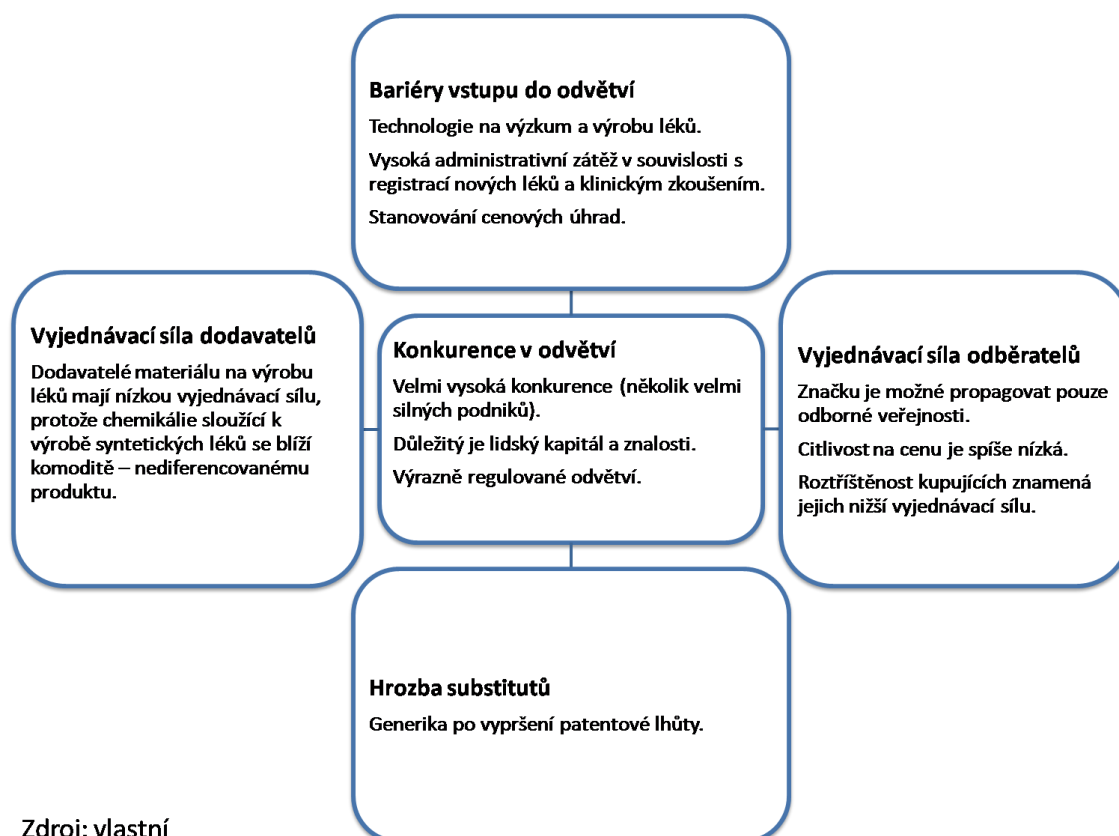 Bariéry vstupu do odvětví
Technologie na výzkum a výrobu léků.
Vysoká administrativní zátěž v souvislosti s
registrací nových léků a klinickým zkoušením.
Stanovování cenových úhrad.
Vyjednávací síla dodavatelů
Dodavatelé materiálu na výrobu
léků mají nízkou vyjednávací sílu,
protože chemikálie sloužící k
výrobě syntetických léků se blíží
komoditě – nediferencovanému
produktu.
Konkurence v odvětví
Velmi vysoká konkurence (několik velmi
silných podniků).
Důležitý je lidský kapitál a znalosti.
Výrazně regulované odvětví.
Vyjednávací síla odběratelů
Značku je možné propagovat pouze
odborné veřejnosti.
Citlivost na cenu je spíše nízká.
Roztříštěnost kupujících znamená
jejich nižší vyjednávací sílu.
Hrozba substitutů
Generika po vypršení patentové lhůty.
Zdroj: vlastní